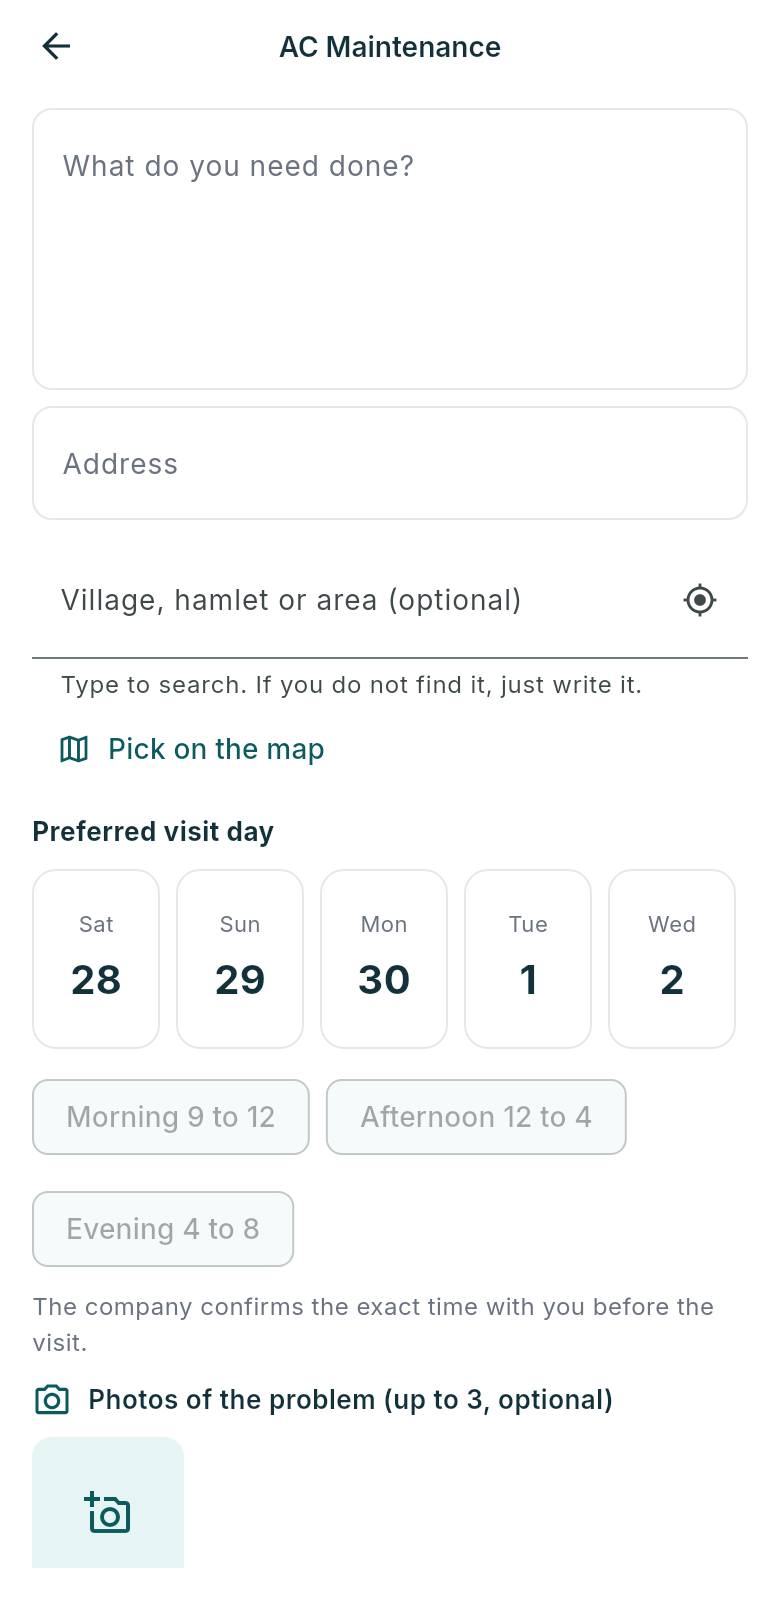 AC Maintenance
What do you need done?
Address
Village, hamlet or area (optional)
Type to search. If you do not find it, just write it.
Pick on the map
Preferred visit day
Sat Sun Mon Tue Wed
28 29 30 1 2
Morning 9 to 12 Afternoon 12 to 4
Evening 4 to 8
The company confirms the exact time with you before the
visit.
Photos of the problem (up to 3, optional)